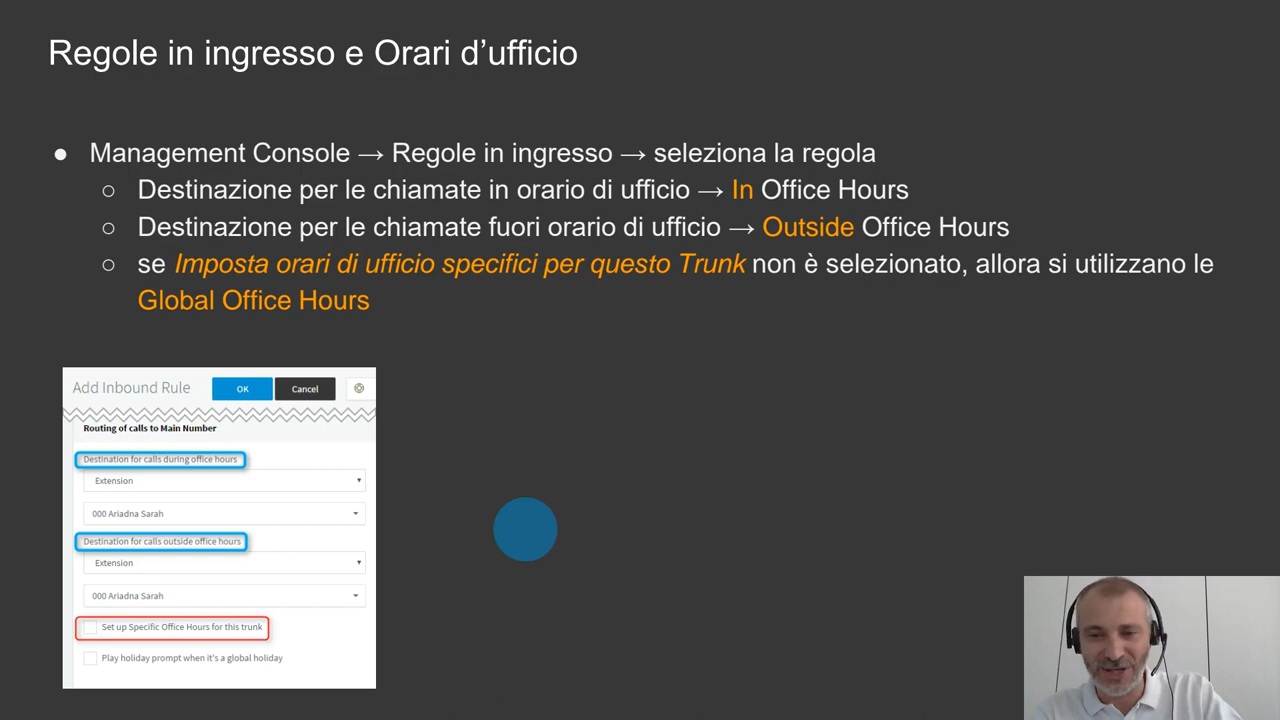 Regole in ingresso e Orari d’ufficio
● Management Console → Regole in ingresso → seleziona la regola
○ Destinazione per le chiamate in orario di ufficio → In Office Hours
○ Destinazione per le chiamate fuori orario di ufficio → Outside Office Hours
○ se Imposta orari di ufficio specifici per questo Trunk non è selezionato, allora si utilizzano le
Global Office Hours
Add Inbound Rule OK Cancel
Routing of calls to Main Number
Destination for calls during office hours
Extension
000 Ariadna Sarah
Destination for calls outside office hours
Extension
000 Ariadna Sarah
Set up Specific Office Hours for this trunk
Play holiday prompt when it's a global holiday